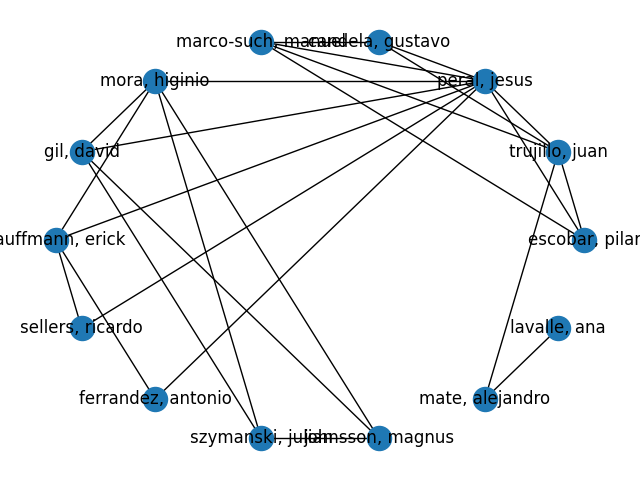 marco-such, manuel
candela, gustavo
mora, higinio
peral, jesus
gil, david
trujillo, juan
auffmann, erick
escobar, pilar
sellers, ricardo
lavalle, ana
ferrandez, antonio
mate, alejandro
szymanski, julian
johnsson, magnus